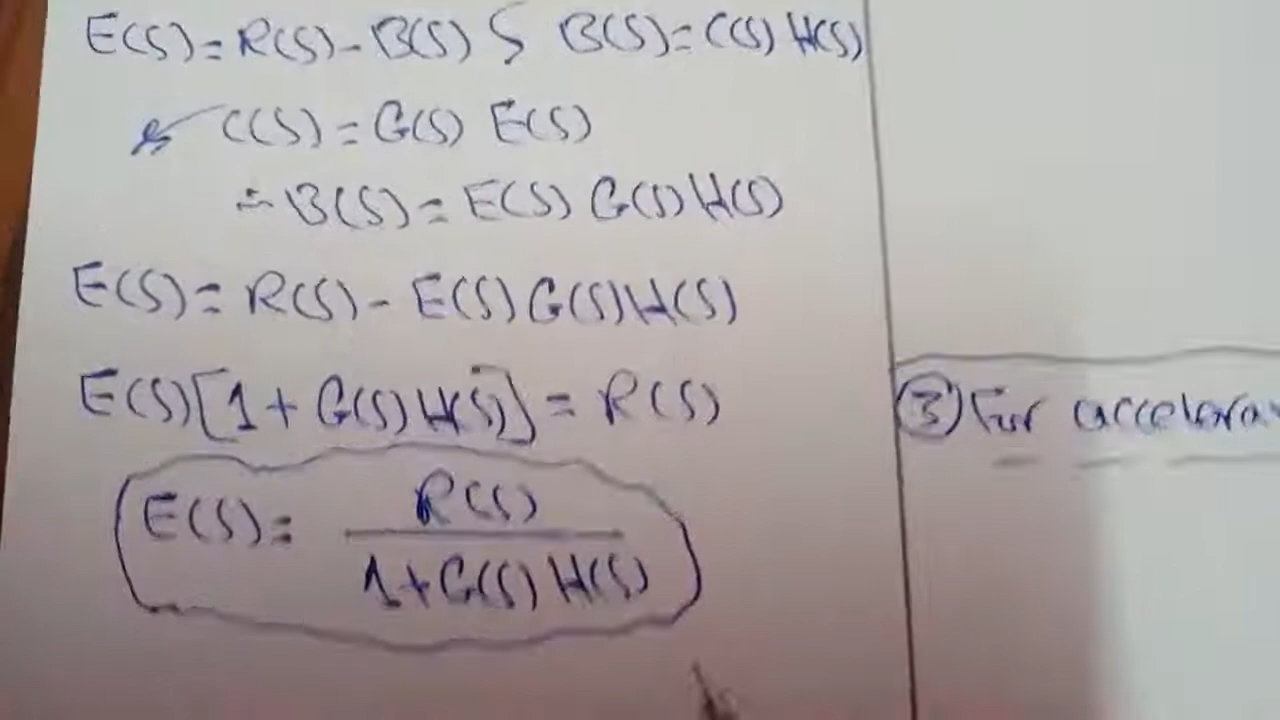 E(S) = R(S) - B(S) ; B(S) = C(S) H(S)
& C(S) = G(S) E(S)
∴ B(S) = E(S) G(S) H(S)
E(S) = R(S) - E(S) G(S) H(S)
E(S) [1 + G(S) H(S)] = R(S)
E(S) = R(S)
1 + G(S) H(S)
③ For accelera